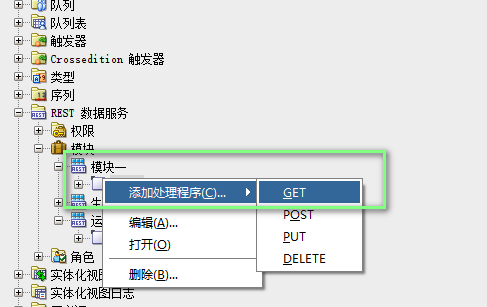 队列
队列表
触发器
Crossedition 触发器
类型
序列
REST 数据服务
权限
模块
模块一
添加处理程序(C)... GET
生
POST
运
编辑(A)...
PUT
打开(O)
角色
DELETE
实体化视图
删除(B)...
实体化视图日志